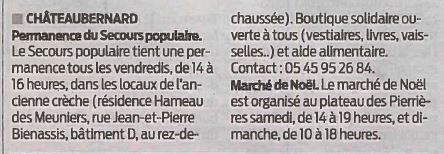 CHÂTEAUBERNARD
Permanence du Secours populaire.
Le Secours populaire tient une per-
manence tous les vendredis, de 14 à
16 heures, dans les locaux de l'an-
cienne crèche (résidence Hameau
des Meuniers, rue Jean-et-Pierre
Bienassis, bâtiment D, au rez-de-
chaussée). Boutique solidaire ou-
verte à tous (vestiaires, livres, vais-
selles..) et aide alimentaire.
Contact : 05 45 95 26 84.
Marché de Noël. Le marché de Noël
est organisé au plateau des Pierriè-
res samedi, de 14 à 19 heures, et di-
manche, de 10 à 18 heures.